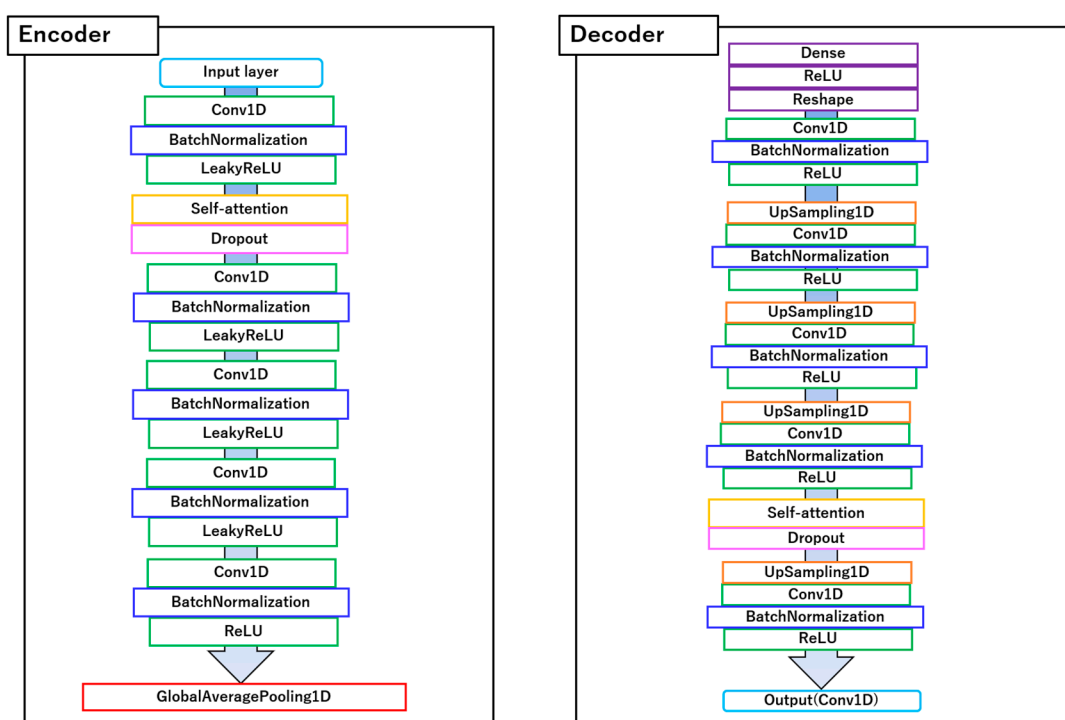 Encoder
Input layer
Conv1D
BatchNormalization
LeakyReLU
Self-attention
Dropout
Conv1D
BatchNormalization
LeakyReLU
Conv1D
BatchNormalization
LeakyReLU
Conv1D
BatchNormalization
LeakyReLU
Conv1D
BatchNormalization
ReLU
GlobalAveragePooling1D
Decoder
Dense
ReLU
Reshape
Conv1D
BatchNormalization
ReLU
UpSampling1D
Conv1D
BatchNormalization
ReLU
UpSampling1D
Conv1D
BatchNormalization
ReLU
UpSampling1D
Conv1D
BatchNormalization
ReLU
Self-attention
Dropout
UpSampling1D
Conv1D
BatchNormalization
ReLU
Output(Conv1D)